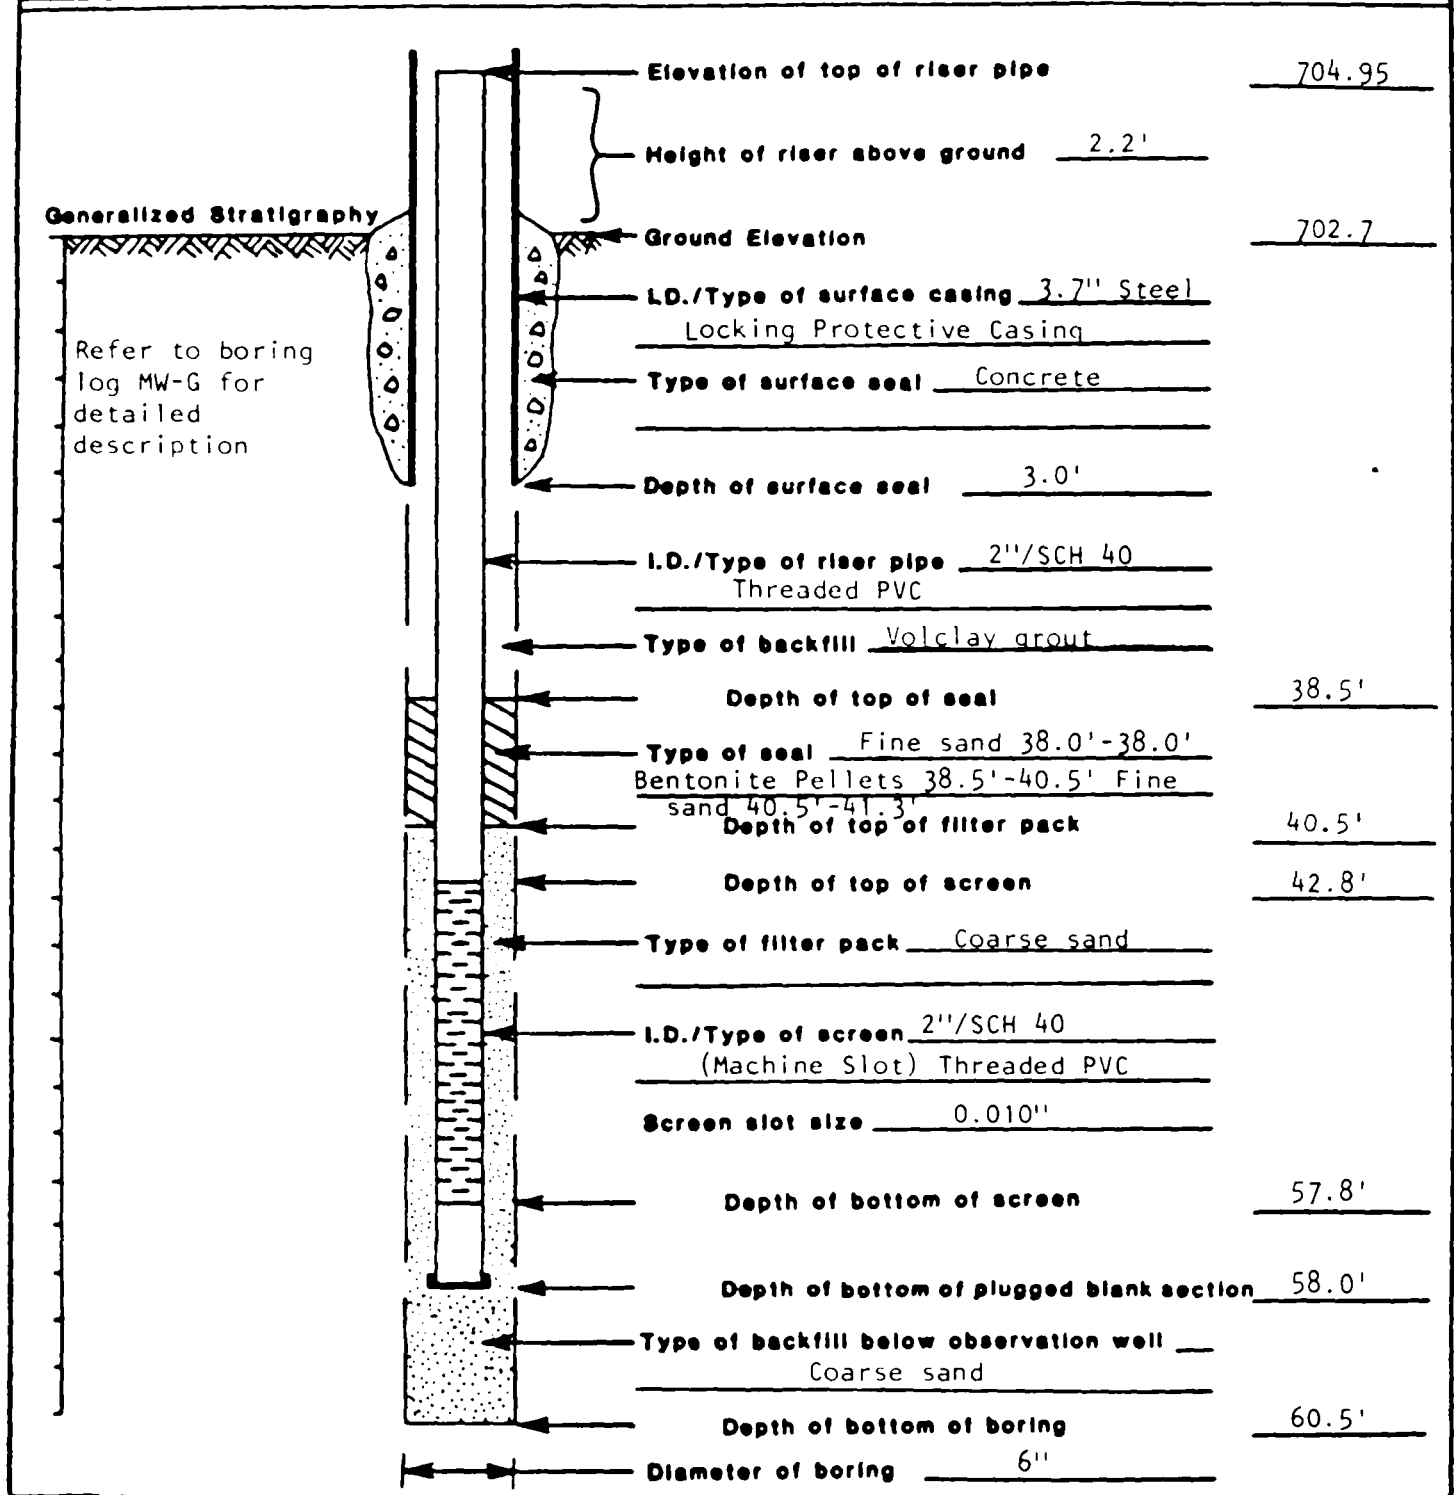 Elevation of top of riser pipe 704.95
Height of riser above ground 2.2'
Generalized Stratigraphy
Ground Elevation 702.7
I.D./Type of surface casing 3.7" Steel
Locking Protective Casing
Refer to boring
log MW-G for
detailed
description
Type of surface seal Concrete
Depth of surface seal 3.0'
I.D./Type of riser pipe 2"/SCH 40
Threaded PVC
Type of backfill Volclay grout
Depth of top of seal 38.5'
Type of seal Fine sand 38.0'-38.0'
Bentonite Pellets 38.5'-40.5' Fine
sand 40.5'-41.3'
Depth of top of filter pack 40.5'
Depth of top of screen 42.8'
Type of filter pack Coarse sand
I.D./Type of screen 2"/SCH 40
(Machine Slot) Threaded PVC
Screen slot size 0.010"
Depth of bottom of screen 57.8'
Depth of bottom of plugged blank section 58.0'
Type of backfill below observation well
Coarse sand
Depth of bottom of boring 60.5'
Diameter of boring 6"